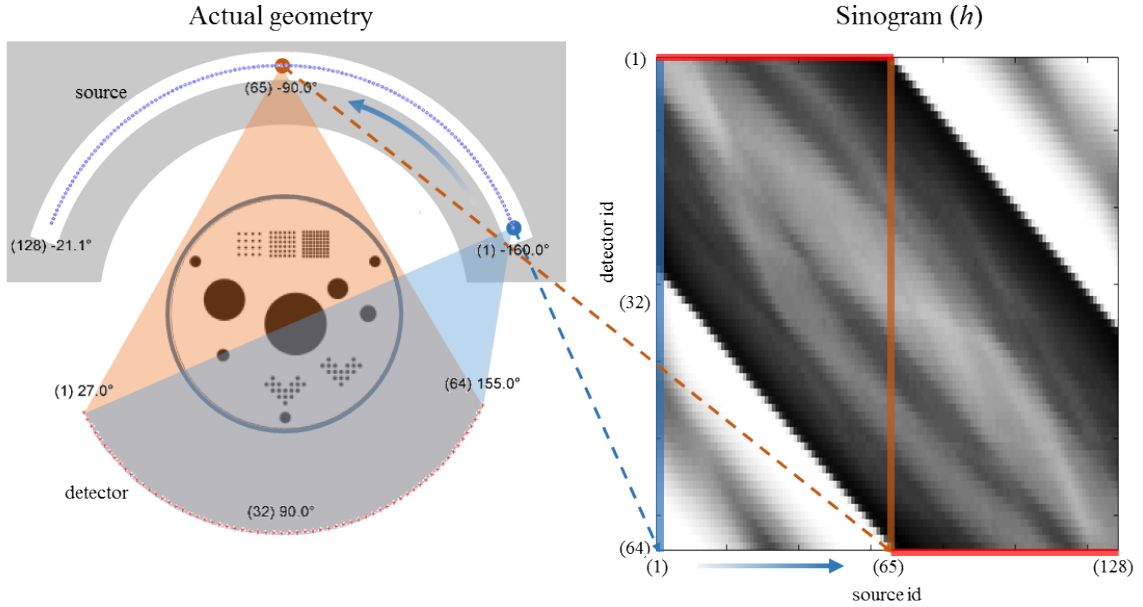 Actual geometry
Sinogram (h)
source
(65) -90.0°
(128) -21.1°
(1) -160.0°
(1) 27.0°
(64) 155.0°
detector
(32) 90.0°
(1)
detector id
(32)
(64)
(1)
(65)
(128)
source id